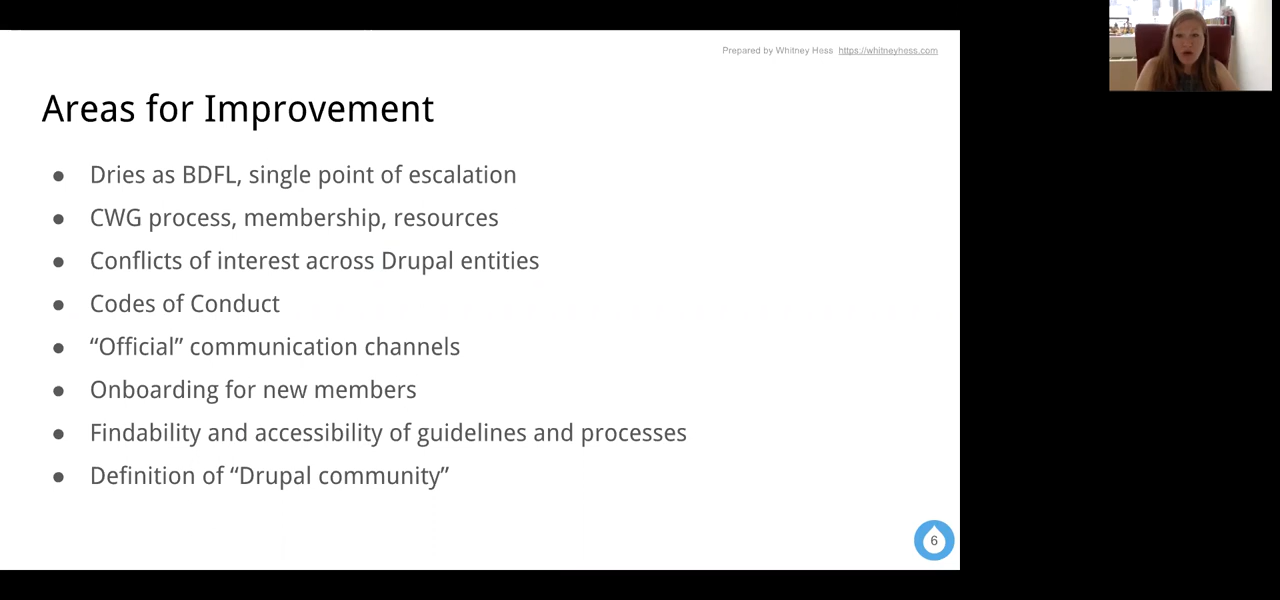 Prepared by Whitney Hess https://whitneyhess.com
Areas for Improvement
● Dries as BDFL, single point of escalation
● CWG process, membership, resources
● Conflicts of interest across Drupal entities
● Codes of Conduct
● “Official” communication channels
● Onboarding for new members
● Findability and accessibility of guidelines and processes
● Definition of “Drupal community”
6